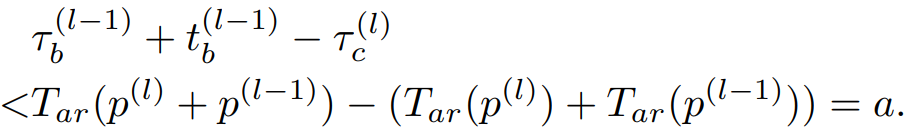 τ_b^{(l−1)} + t_b^{(l−1)} − τ_c^{(l)}
<T_{ar}(p^{(l)} + p^{(l−1)}) − (T_{ar}(p^{(l)}) + T_{ar}(p^{(l−1)})) = a.